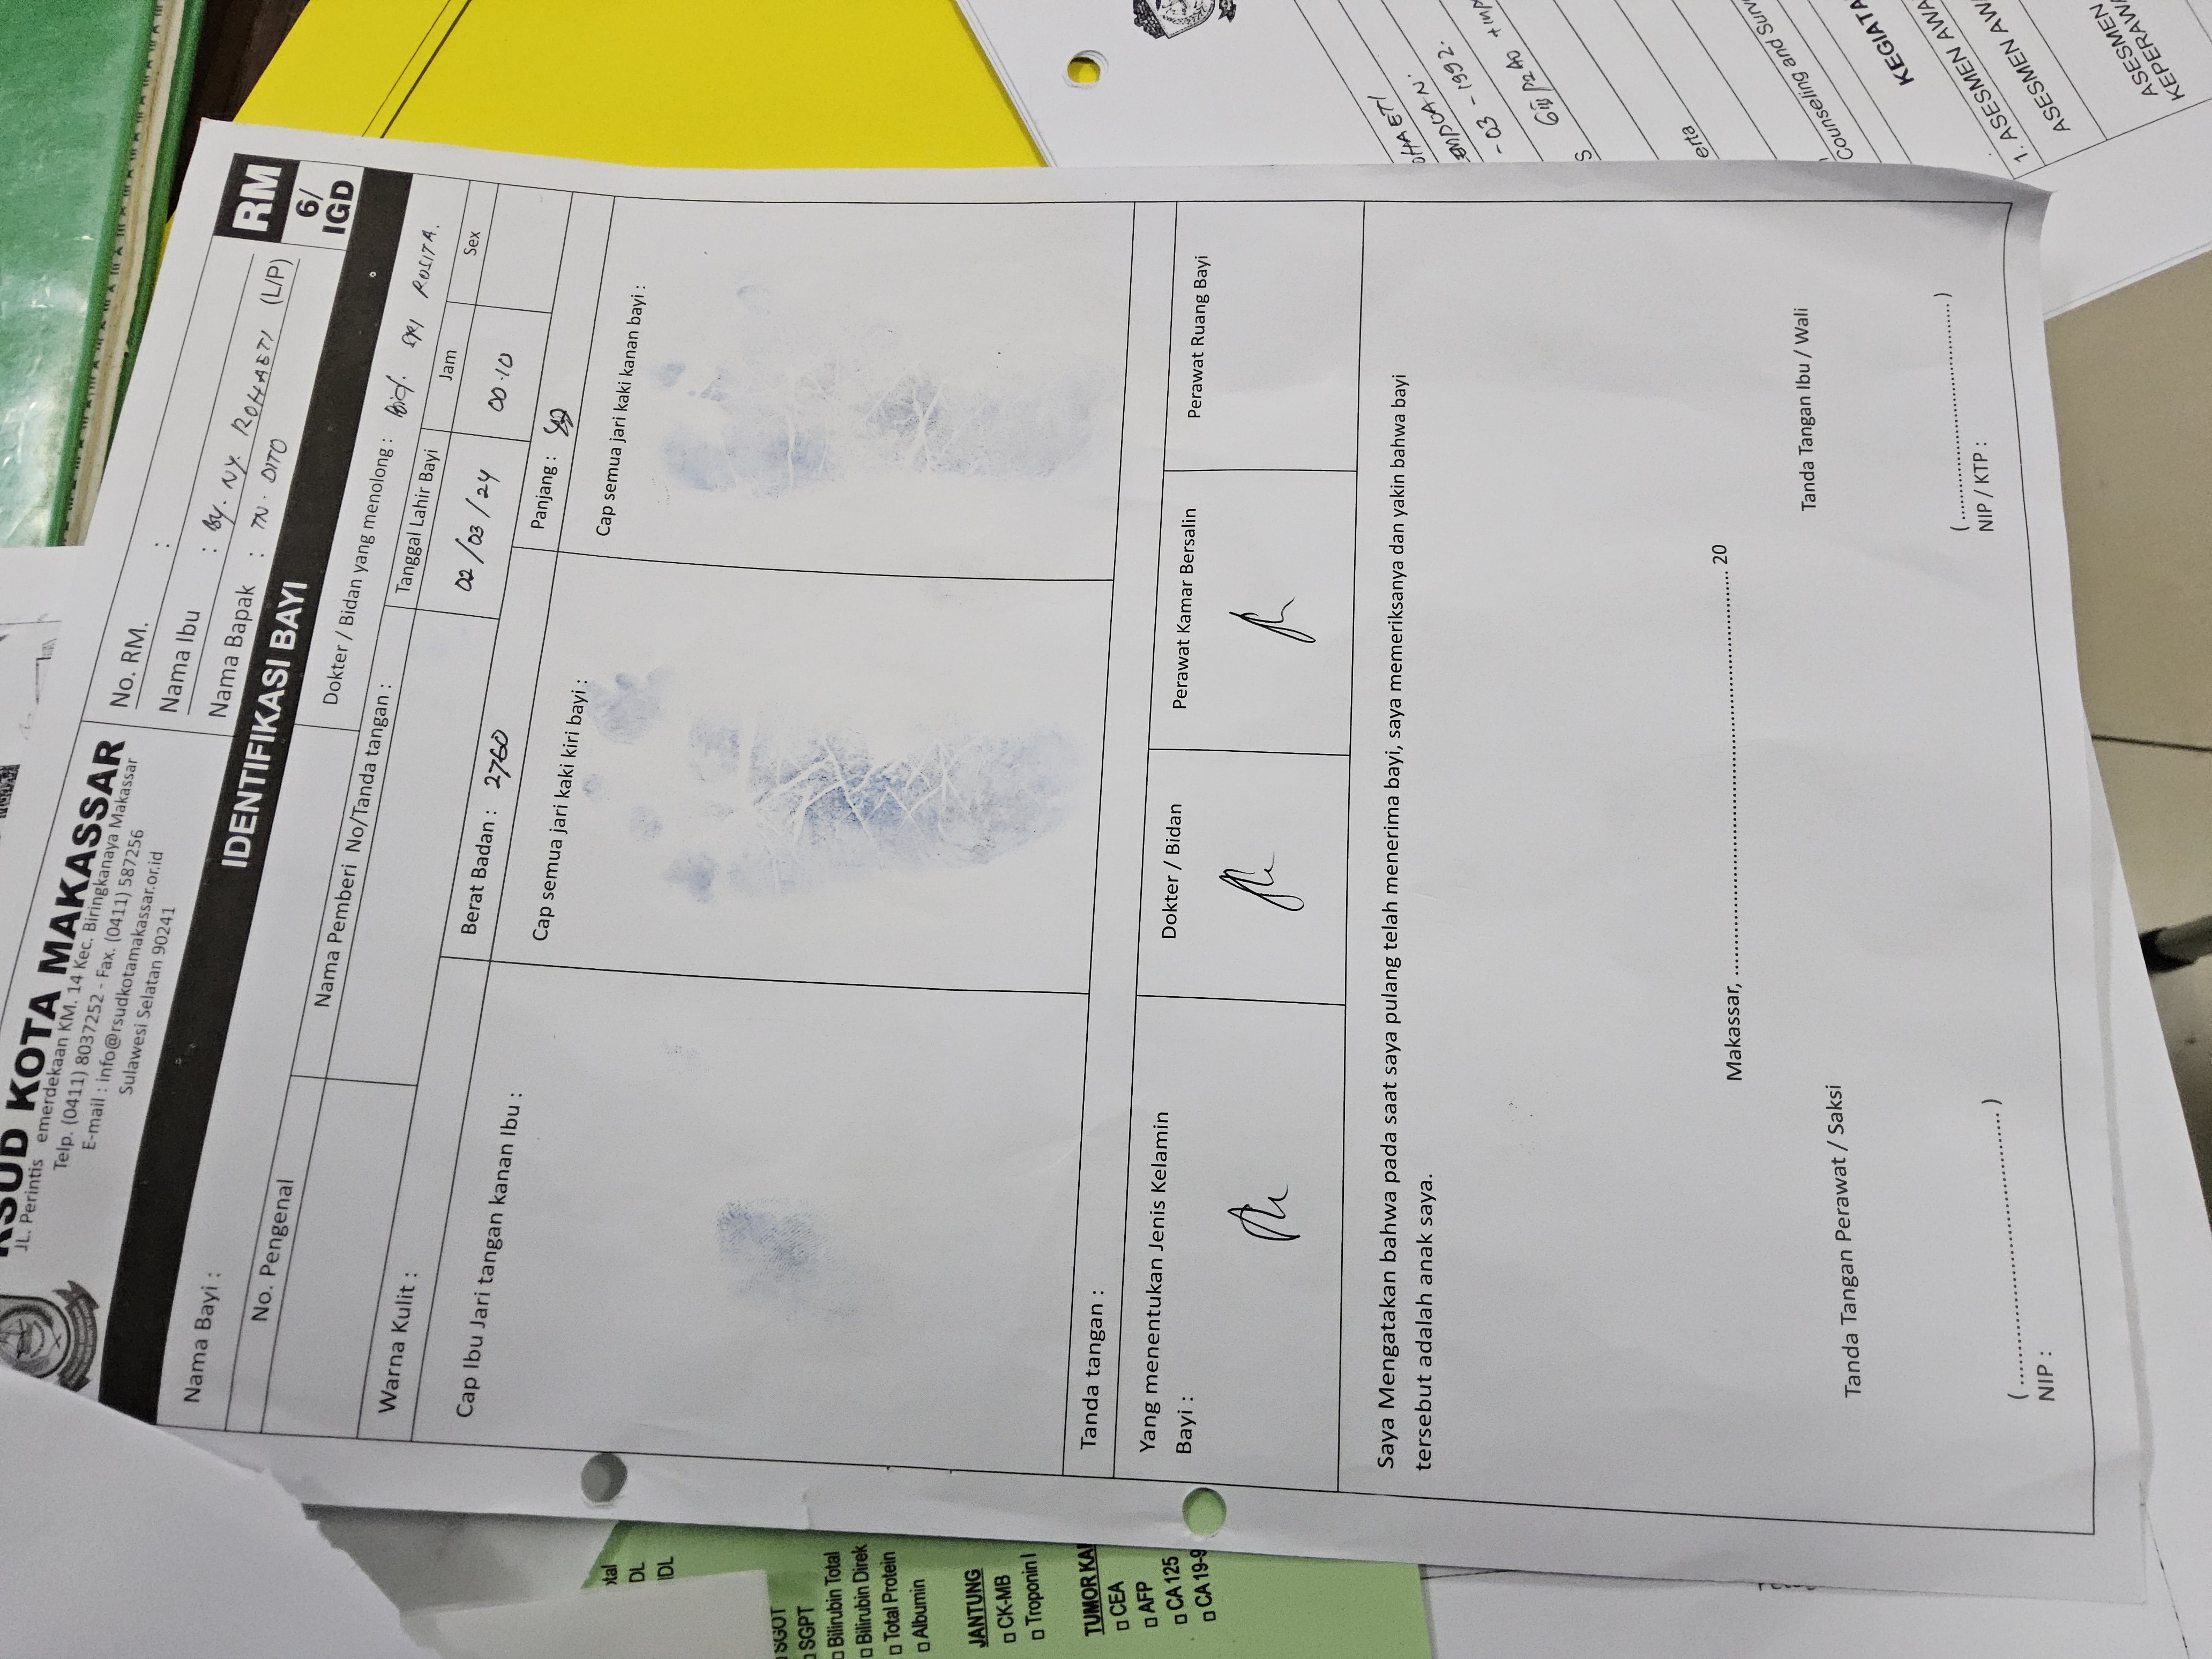 RSUD KOTA MAKASSAR
JL. Perintis emerdekaan KM. 14 Kec. Biringkanaya Makassar
Telp. (0411) 8037252 - Fax. (0411) 587256
E-mail : info@rsudkotamakassar.or.id
Sulawesi Selatan 90241
No. RM. :
Nama Ibu : By. NY. ROHAETI (L/P)
Nama Bapak : TN. DITO
RM
6/
IGD
IDENTIFIKASI BAYI
Nama Bayi :
Dokter / Bidan yang menolong : Bid. SRI ROSITA.
No. Pengenal
Nama Pemberi No/Tanda tangan :
Tanggal Lahir Bayi
Jam
Sex
02/03/24
00.10
Warna Kulit :
Berat Badan : 2760
Panjang :
Cap Ibu Jari tangan kanan Ibu :
Cap semua jari kaki kiri bayi :
Cap semua jari kaki kanan bayi :
Tanda tangan :
Yang menentukan Jenis Kelamin
Bayi :
Dokter / Bidan
Perawat Kamar Bersalin
Perawat Ruang Bayi
Saya Mengatakan bahwa pada saat saya pulang telah menerima bayi, saya memeriksanya dan yakin bahwa bayi
tersebut adalah anak saya.
Makassar, .......................................................... 20
Tanda Tangan Perawat / Saksi
Tanda Tangan Ibu / Wali
( ........................................ )
( ........................................ )
NIP :
NIP / KTP :
- 03 - 1992.
erta
Counseling and Surv
KEGIATA
1. ASESMEN AWA
ASESMEN AW
ASESMEN
KEPERAW
SGOT
SGPT
Bilirubin Total
Bilirubin Direk
Total Protein
Albumin
JANTUNG
CK-MB
Troponin I
TUMOR KA
CEA
AFP
CA 125
CA 19-9